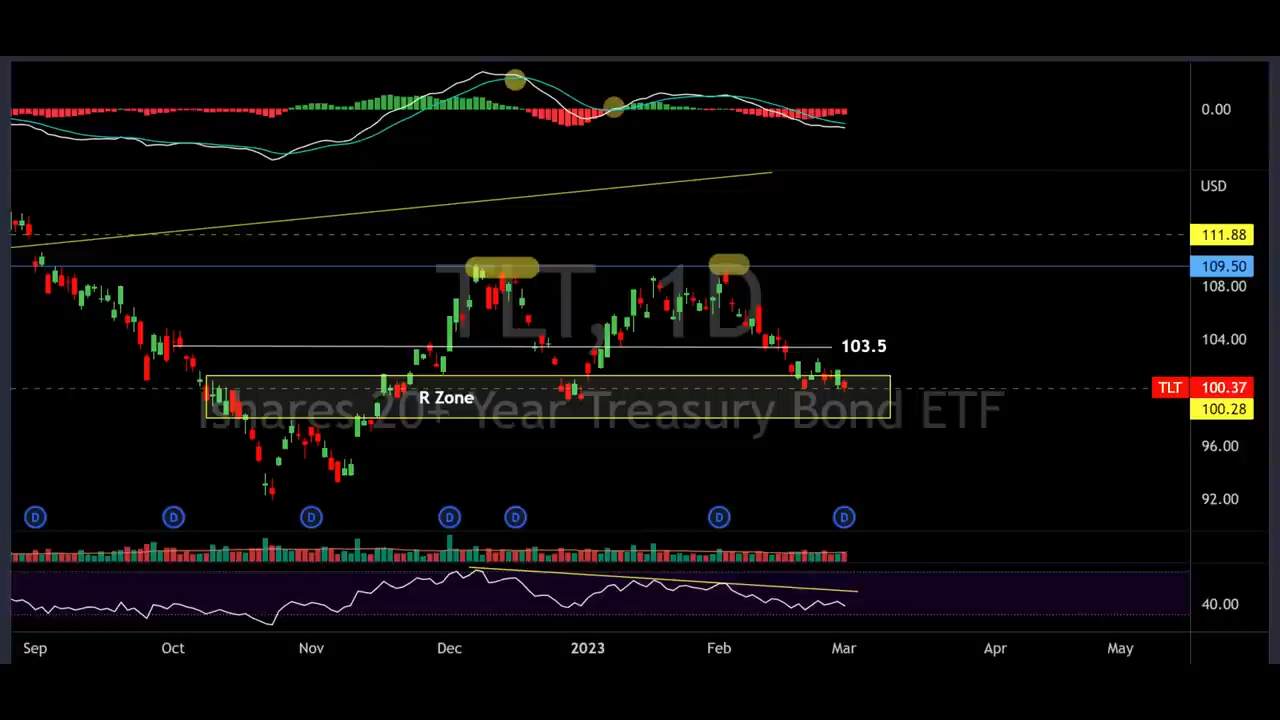 0.00
USD
111.88
109.50
108.00
TLT, 1D
104.00
103.5
TLT 100.37
100.28
R Zone
Ishares 20+ Year Treasury Bond ETF
96.00
92.00
D D D D D D D
40.00
Sep Oct Nov Dec 2023 Feb Mar Apr May